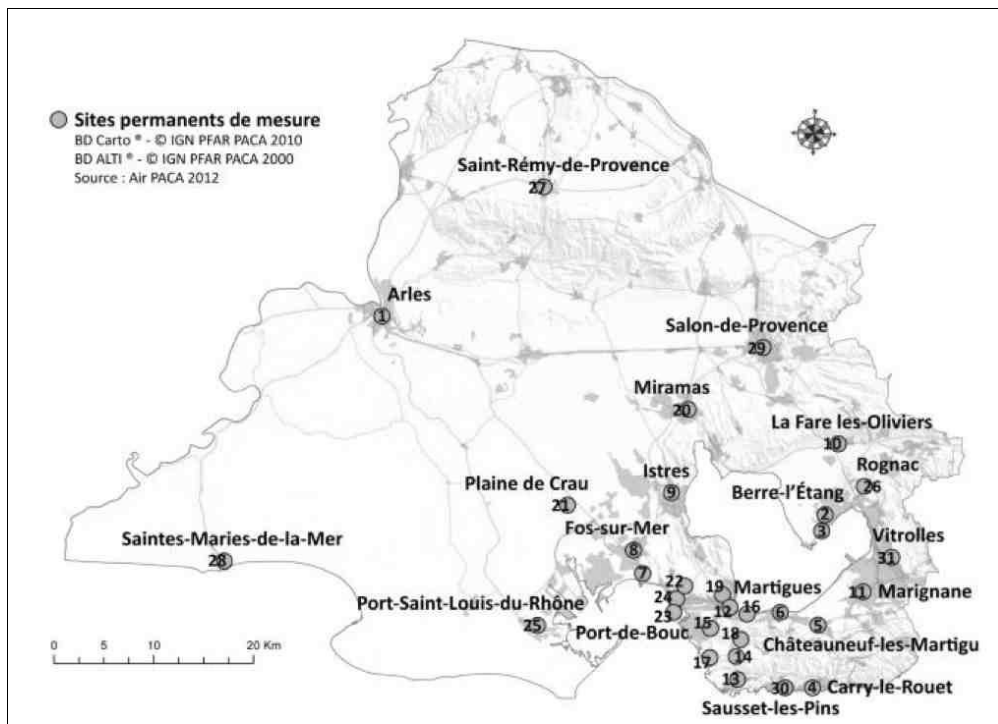 Sites permanents de mesure
BD Carto ® - © IGN PFAR PACA 2010
BD ALTI ® - © IGN PFAR PACA 2000
Source : Air PACA 2012
Saint-Rémy-de-Provence
27
Arles
1
Salon-de-Provence
29
Miramas
20
La Fare les-Oliviers
10
Rognac
26
Istres
9
Plaine de Crau
21
Berre-l'Étang
2
3
Fos-sur-Mer
8
7
Vitrolles
31
Saintes-Maries-de-la-Mer
28
Marignane
11
22
19
Martigues
24
12
16
6
23
Port-Saint-Louis-du-Rhône
25
Port-de-Bouc
15
5
18
Châteauneuf-les-Martigu
17
14
13
30
4
Carry-le-Rouet
Sausset-les-Pins
0 5 10 20 Km